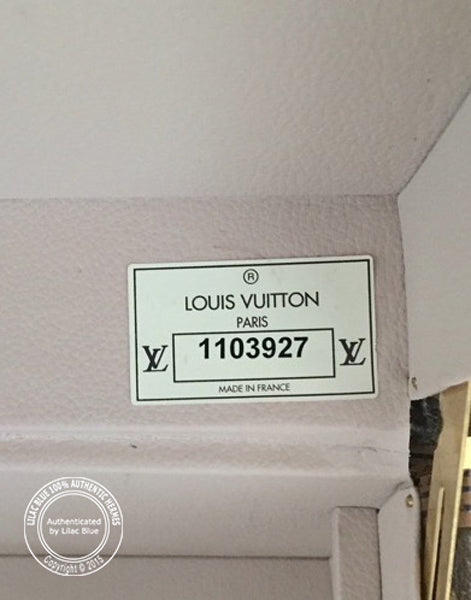 ®
LOUIS VUITTON
PARIS
LV 1103927 LV
MADE IN FRANCE
LILAC BLUE 100% AUTHENTIC HERMES
Authenticated
by Lilac Blue
Copyright © 2015